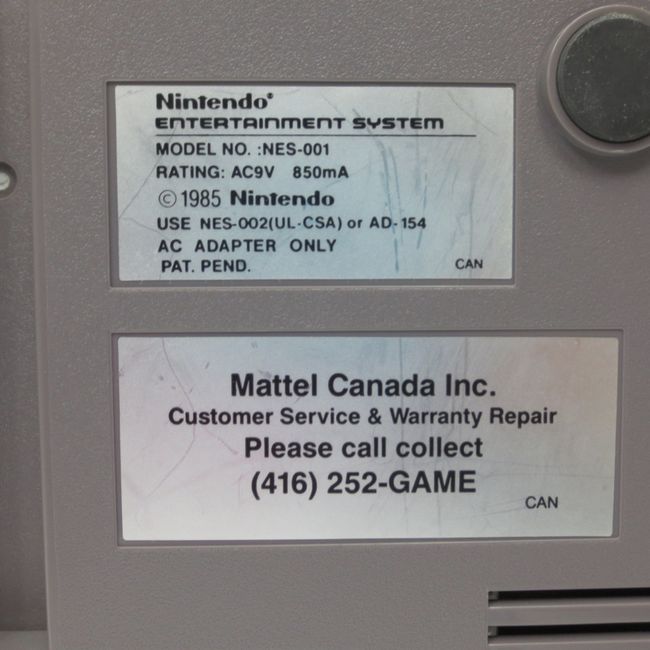 Nintendo®
ENTERTAINMENT SYSTEM
MODEL NO. :NES-001
RATING: AC9V 850mA
© 1985 Nintendo
USE NES-002(UL-CSA) or AD-154
AC ADAPTER ONLY
PAT. PEND.
CAN
Mattel Canada Inc.
Customer Service & Warranty Repair
Please call collect
(416) 252-GAME
CAN